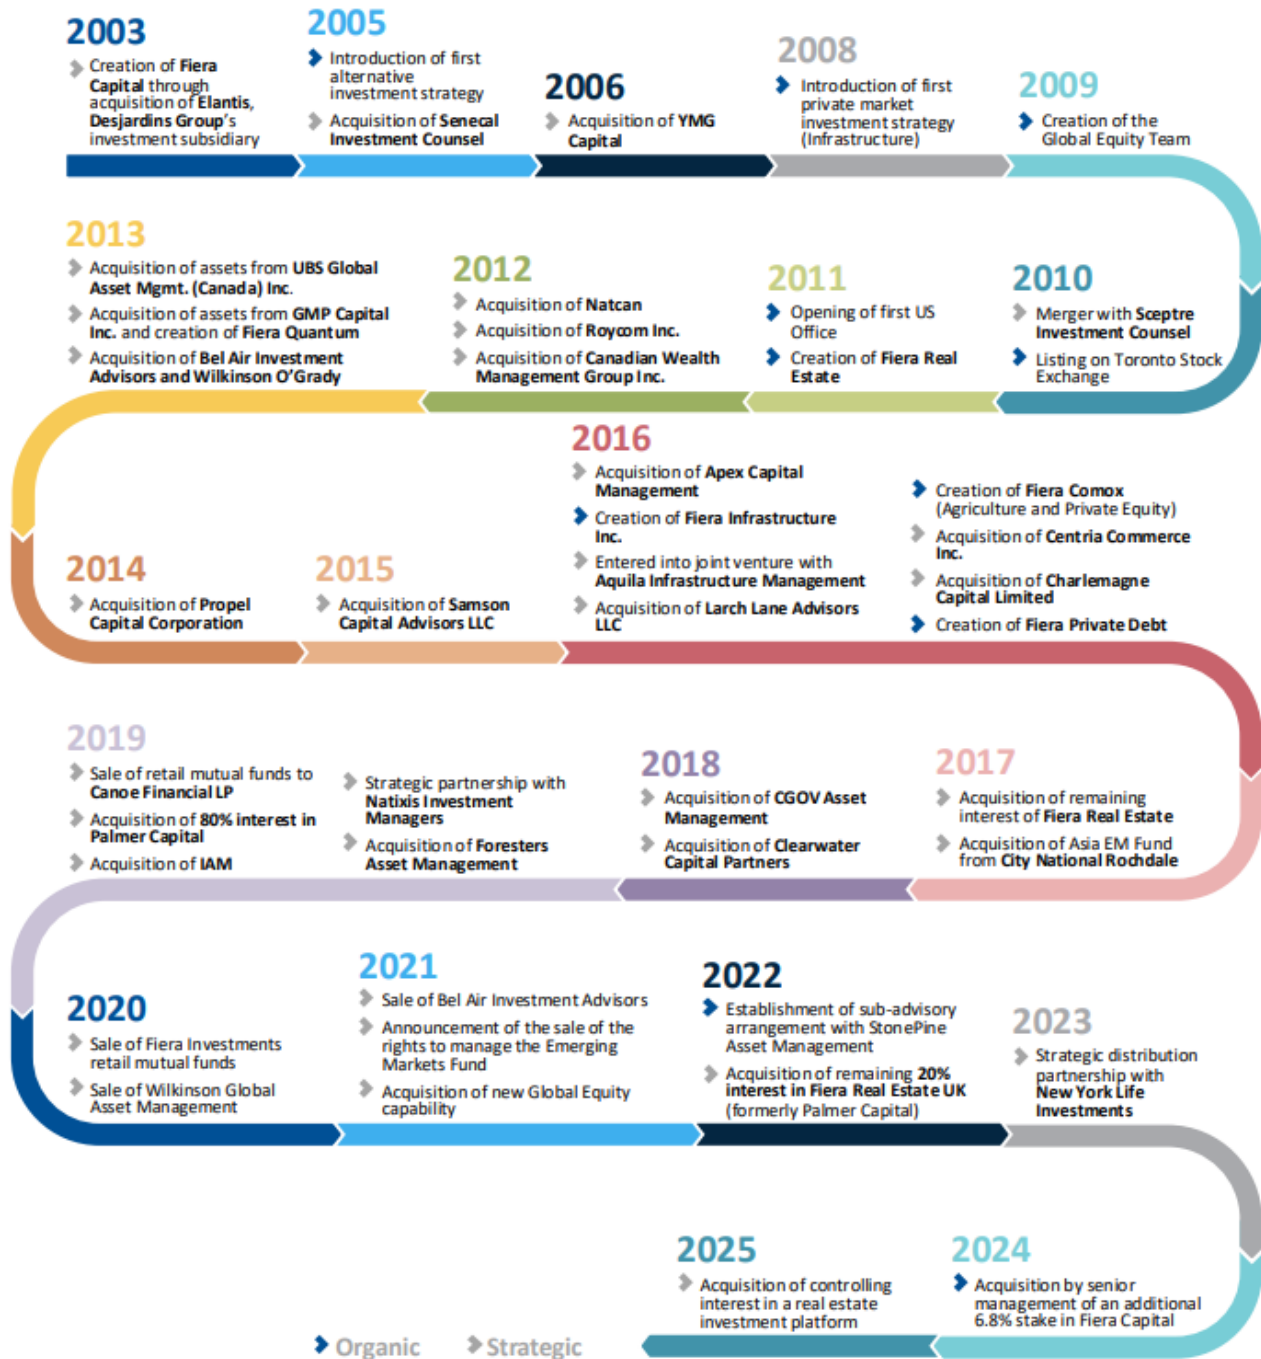 2003
Creation of Fiera
Capital through
acquisition of Elantis,
Desjardins Group's
investment subsidiary
2005
Introduction of first
alternative
investment strategy
Acquisition of Senecal
Investment Counsel
2006
Acquisition of YMG
Capital
2008
Introduction of first
private market
investment strategy
(Infrastructure)
2009
Creation of the
Global Equity Team
2010
Merger with Sceptre
Investment Counsel
Listing on Toronto Stock
Exchange
2011
Opening of first US
Office
Creation of Fiera Real
Estate
2012
Acquisition of Natcan
Acquisition of Roycom Inc.
Acquisition of Canadian Wealth
Management Group Inc.
2013
Acquisition of assets from UBS Global
Asset Mgmt. (Canada) Inc.
Acquisition of assets from GMP Capital
Inc. and creation of Fiera Quantum
Acquisition of Bel Air Investment
Advisors and Wilkinson O'Grady
2014
Acquisition of Propel
Capital Corporation
2015
Acquisition of Samson
Capital Advisors LLC
2016
Acquisition of Apex Capital
Management
Creation of Fiera Infrastructure
Inc.
Entered into joint venture with
Aquila Infrastructure Management
Acquisition of Larch Lane Advisors
LLC
Creation of Fiera Comox
(Agriculture and Private Equity)
Acquisition of Centria Commerce
Inc.
Acquisition of Charlemagne
Capital Limited
Creation of Fiera Private Debt
2017
Acquisition of remaining
interest of Fiera Real Estate
Acquisition of Asia EM Fund
from City National Rochdale
2018
Acquisition of CGOV Asset
Management
Acquisition of Clearwater
Capital Partners
2019
Sale of retail mutual funds to
Canoe Financial LP
Acquisition of 80% interest in
Palmer Capital
Acquisition of IAM
Strategic partnership with
Natixis Investment
Managers
Acquisition of Foresters
Asset Management
2020
Sale of Fiera Investments
retail mutual funds
Sale of Wilkinson Global
Asset Management
2021
Sale of Bel Air Investment Advisors
Announcement of the sale of the
rights to manage the Emerging
Markets Fund
Acquisition of new Global Equity
capability
2022
Establishment of sub-advisory
arrangement with StonePine
Asset Management
Acquisition of remaining 20%
interest in Fiera Real Estate UK
(formerly Palmer Capital)
2023
Strategic distribution
partnership with
New York Life
Investments
2024
Acquisition by senior
management of an additional
6.8% stake in Fiera Capital
2025
Acquisition of controlling
interest in a real estate
investment platform
Organic
Strategic